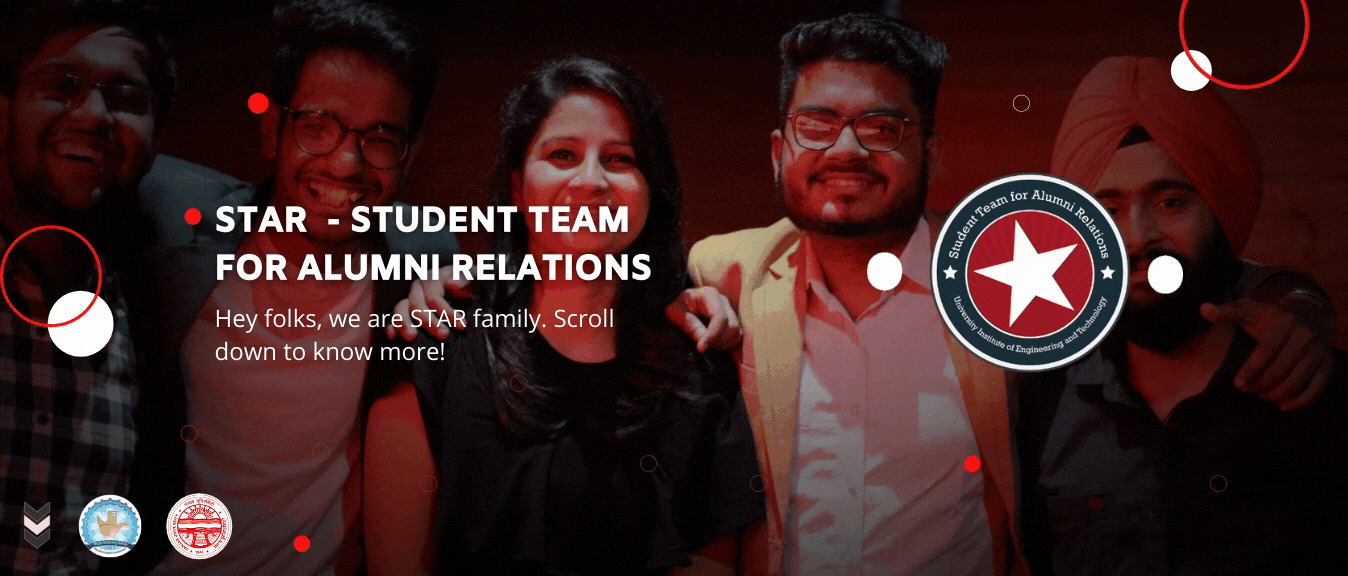 STAR - STUDENT TEAM
FOR ALUMNI RELATIONS
Hey folks, we are STAR family. Scroll
down to know more!
Student Team for Alumni Relations
University Institute of Engineering and Technology